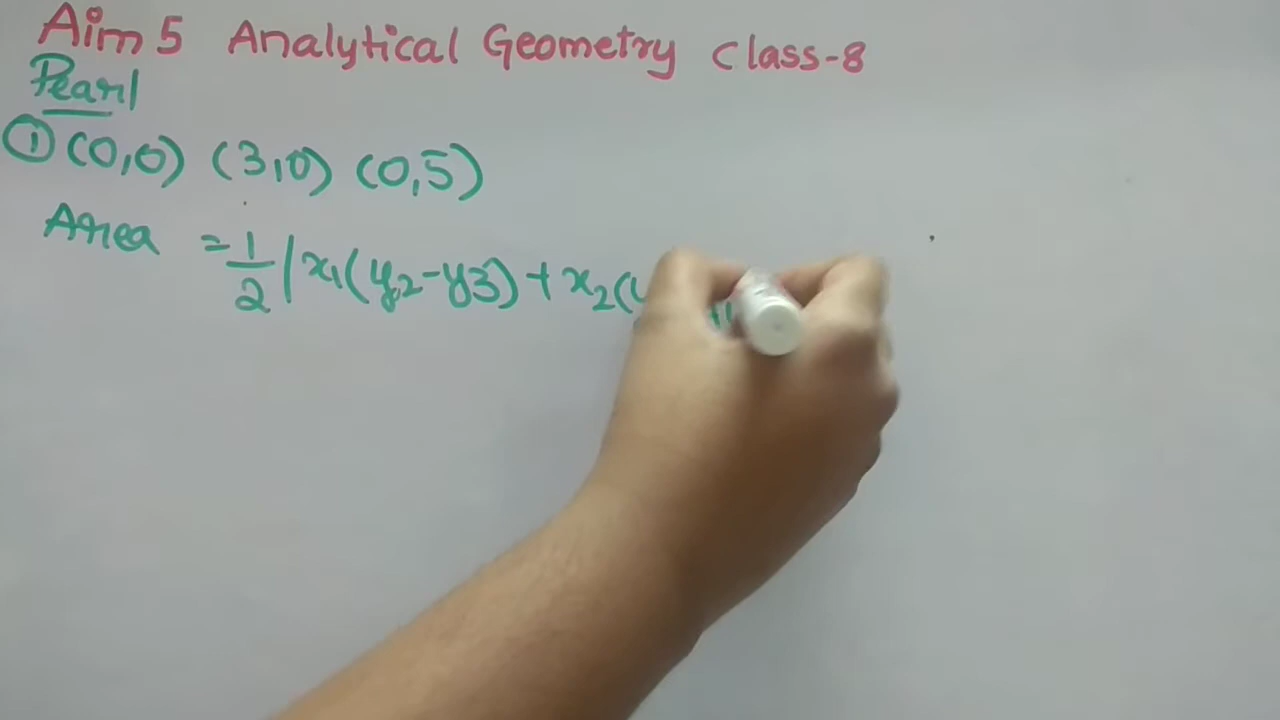 Aim 5 Analytical Geometry Class-8
Pearl
① (0,0) (3,0) (0,5)
Area = 1/2 |x₁(y₂-y3)+x₂(